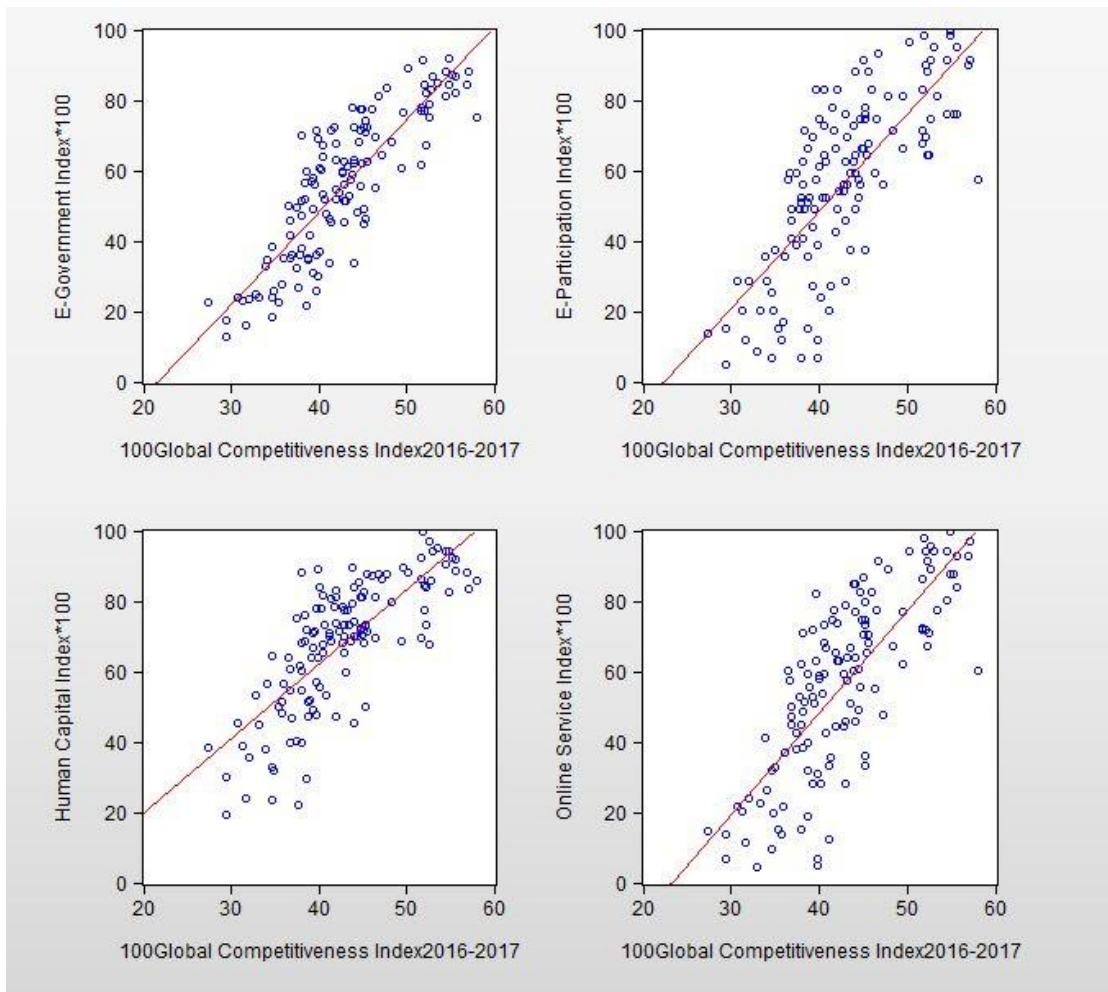 E-Government Index*100
100
80
60
40
20
0
20 30 40 50 60
100Global Competitiveness Index2016-2017
E-Participation Index*100
100
80
60
40
20
0
20 30 40 50 60
100Global Competitiveness Index2016-2017
Human Capital Index*100
100
80
60
40
20
0
20 30 40 50 60
100Global Competitiveness Index2016-2017
Online Service Index*100
100
80
60
40
20
0
20 30 40 50 60
100Global Competitiveness Index2016-2017